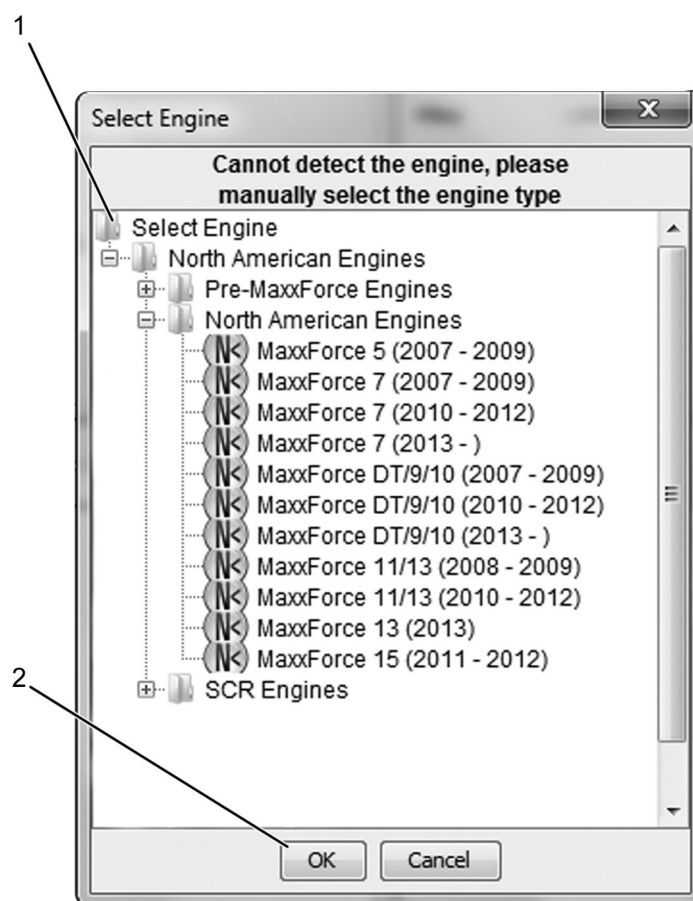 1
Select Engine
Cannot detect the engine, please
manually select the engine type
Select Engine
North American Engines
Pre-MaxxForce Engines
North American Engines
MaxxForce 5 (2007 - 2009)
MaxxForce 7 (2007 - 2009)
MaxxForce 7 (2010 - 2012)
MaxxForce 7 (2013 - )
MaxxForce DT/9/10 (2007 - 2009)
MaxxForce DT/9/10 (2010 - 2012)
MaxxForce DT/9/10 (2013 - )
MaxxForce 11/13 (2008 - 2009)
MaxxForce 11/13 (2010 - 2012)
MaxxForce 13 (2013)
MaxxForce 15 (2011 - 2012)
2
SCR Engines
OK Cancel